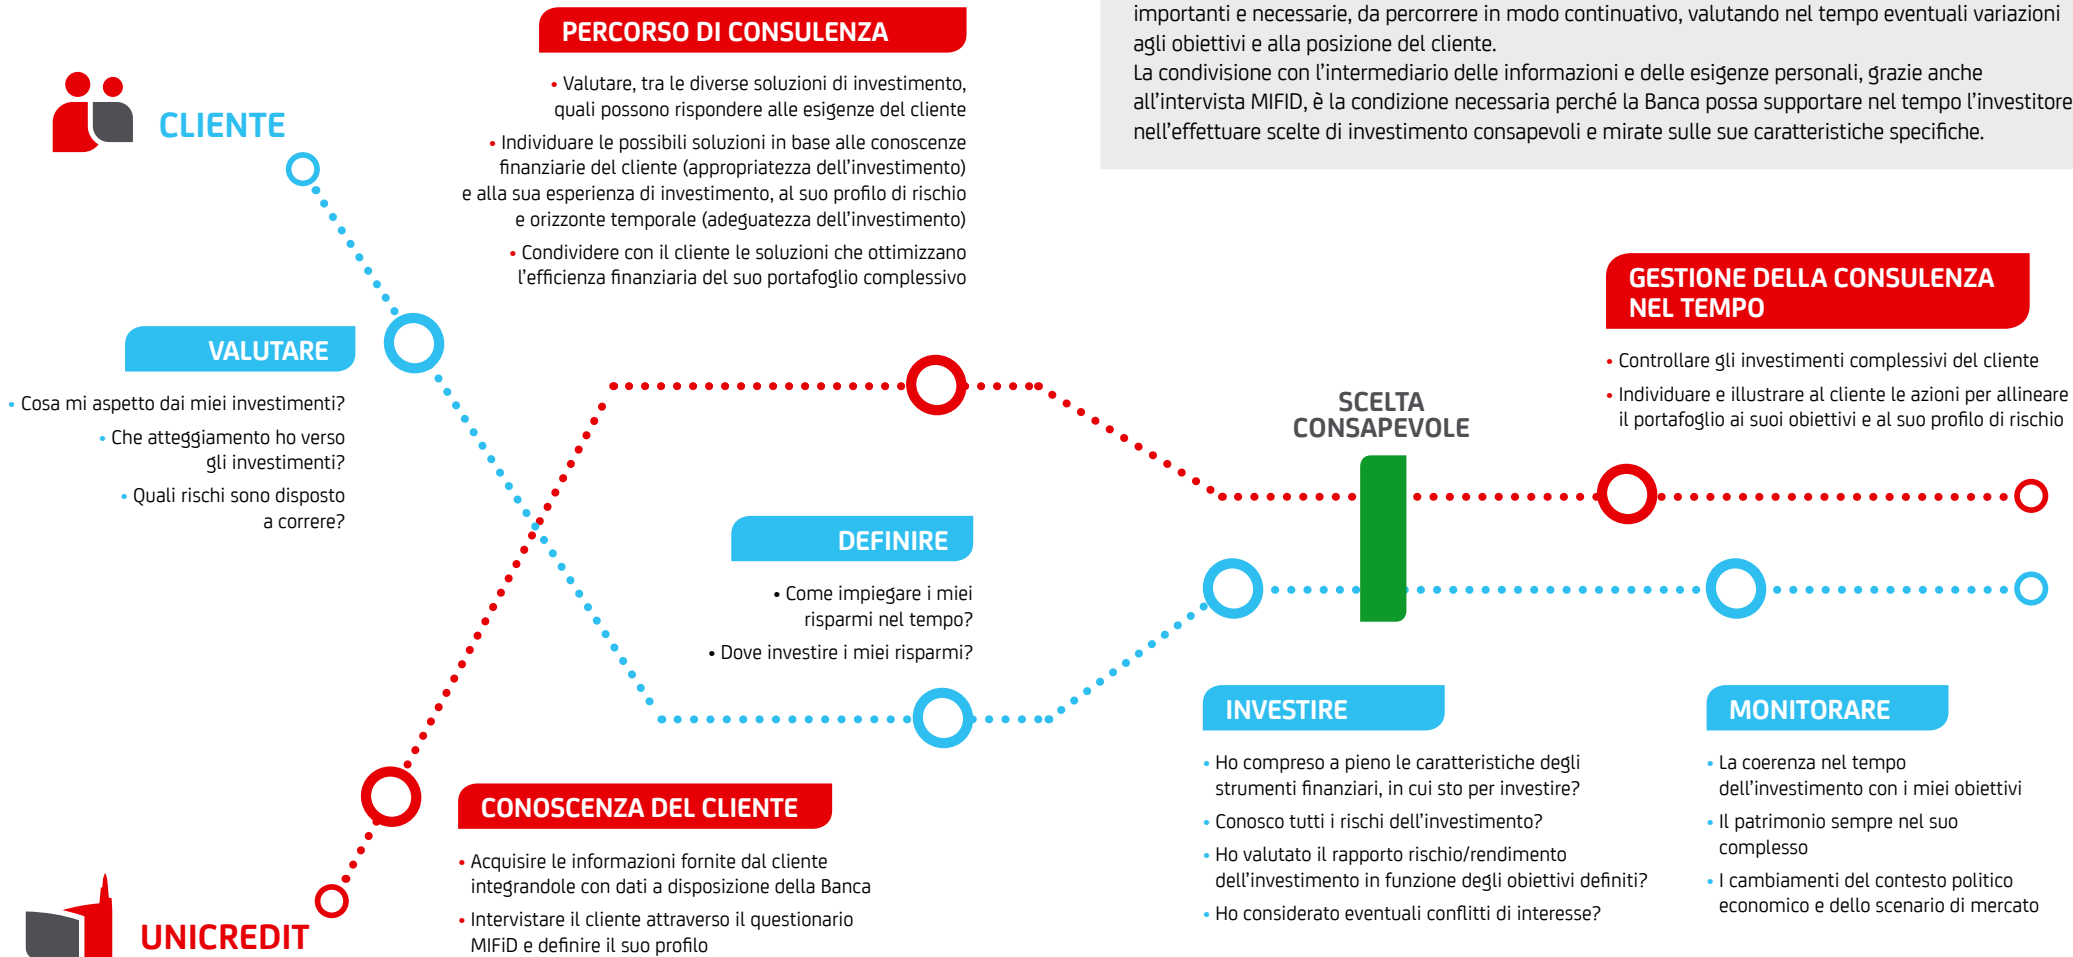 importanti e necessarie, da percorrere in modo continuativo, valutando nel tempo eventuali variazioni
agli obiettivi e alla posizione del cliente.
La condivisione con l'intermediario delle informazioni e delle esigenze personali, grazie anche
all'intervista MIFID, è la condizione necessaria perché la Banca possa supportare nel tempo l'investitore
nell'effettuare scelte di investimento consapevoli e mirate sulle sue caratteristiche specifiche.
PERCORSO DI CONSULENZA
• Valutare, tra le diverse soluzioni di investimento,
quali possono rispondere alle esigenze del cliente
• Individuare le possibili soluzioni in base alle conoscenze
finanziarie del cliente (appropriatezza dell'investimento)
e alla sua esperienza di investimento, al suo profilo di rischio
e orizzonte temporale (adeguatezza dell'investimento)
• Condividere con il cliente le soluzioni che ottimizzano
l'efficienza finanziaria del suo portafoglio complessivo
CLIENTE
VALUTARE
• Cosa mi aspetto dai miei investimenti?
• Che atteggiamento ho verso
gli investimenti?
• Quali rischi sono disposto
a correre?
GESTIONE DELLA CONSULENZA
NEL TEMPO
• Controllare gli investimenti complessivi del cliente
• Individuare e illustrare al cliente le azioni per allineare
il portafoglio ai suoi obiettivi e al suo profilo di rischio
SCELTA
CONSAPEVOLE
DEFINIRE
• Come impiegare i miei
risparmi nel tempo?
• Dove investire i miei risparmi?
INVESTIRE
• Ho compreso a pieno le caratteristiche degli
strumenti finanziari, in cui sto per investire?
• Conosco tutti i rischi dell'investimento?
• Ho valutato il rapporto rischio/rendimento
dell'investimento in funzione degli obiettivi definiti?
• Ho considerato eventuali conflitti di interesse?
MONITORARE
• La coerenza nel tempo
dell'investimento con i miei obiettivi
• Il patrimonio sempre nel suo
complesso
• I cambiamenti del contesto politico
economico e dello scenario di mercato
CONOSCENZA DEL CLIENTE
• Acquisire le informazioni fornite dal cliente
integrandole con dati a disposizione della Banca
• Intervistare il cliente attraverso il questionario
MIFiD e definire il suo profilo
UNICREDIT